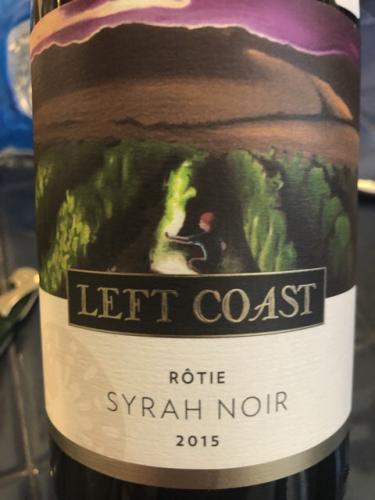 LEFT COAST
RÔTIE
SYRAH NOIR
2015